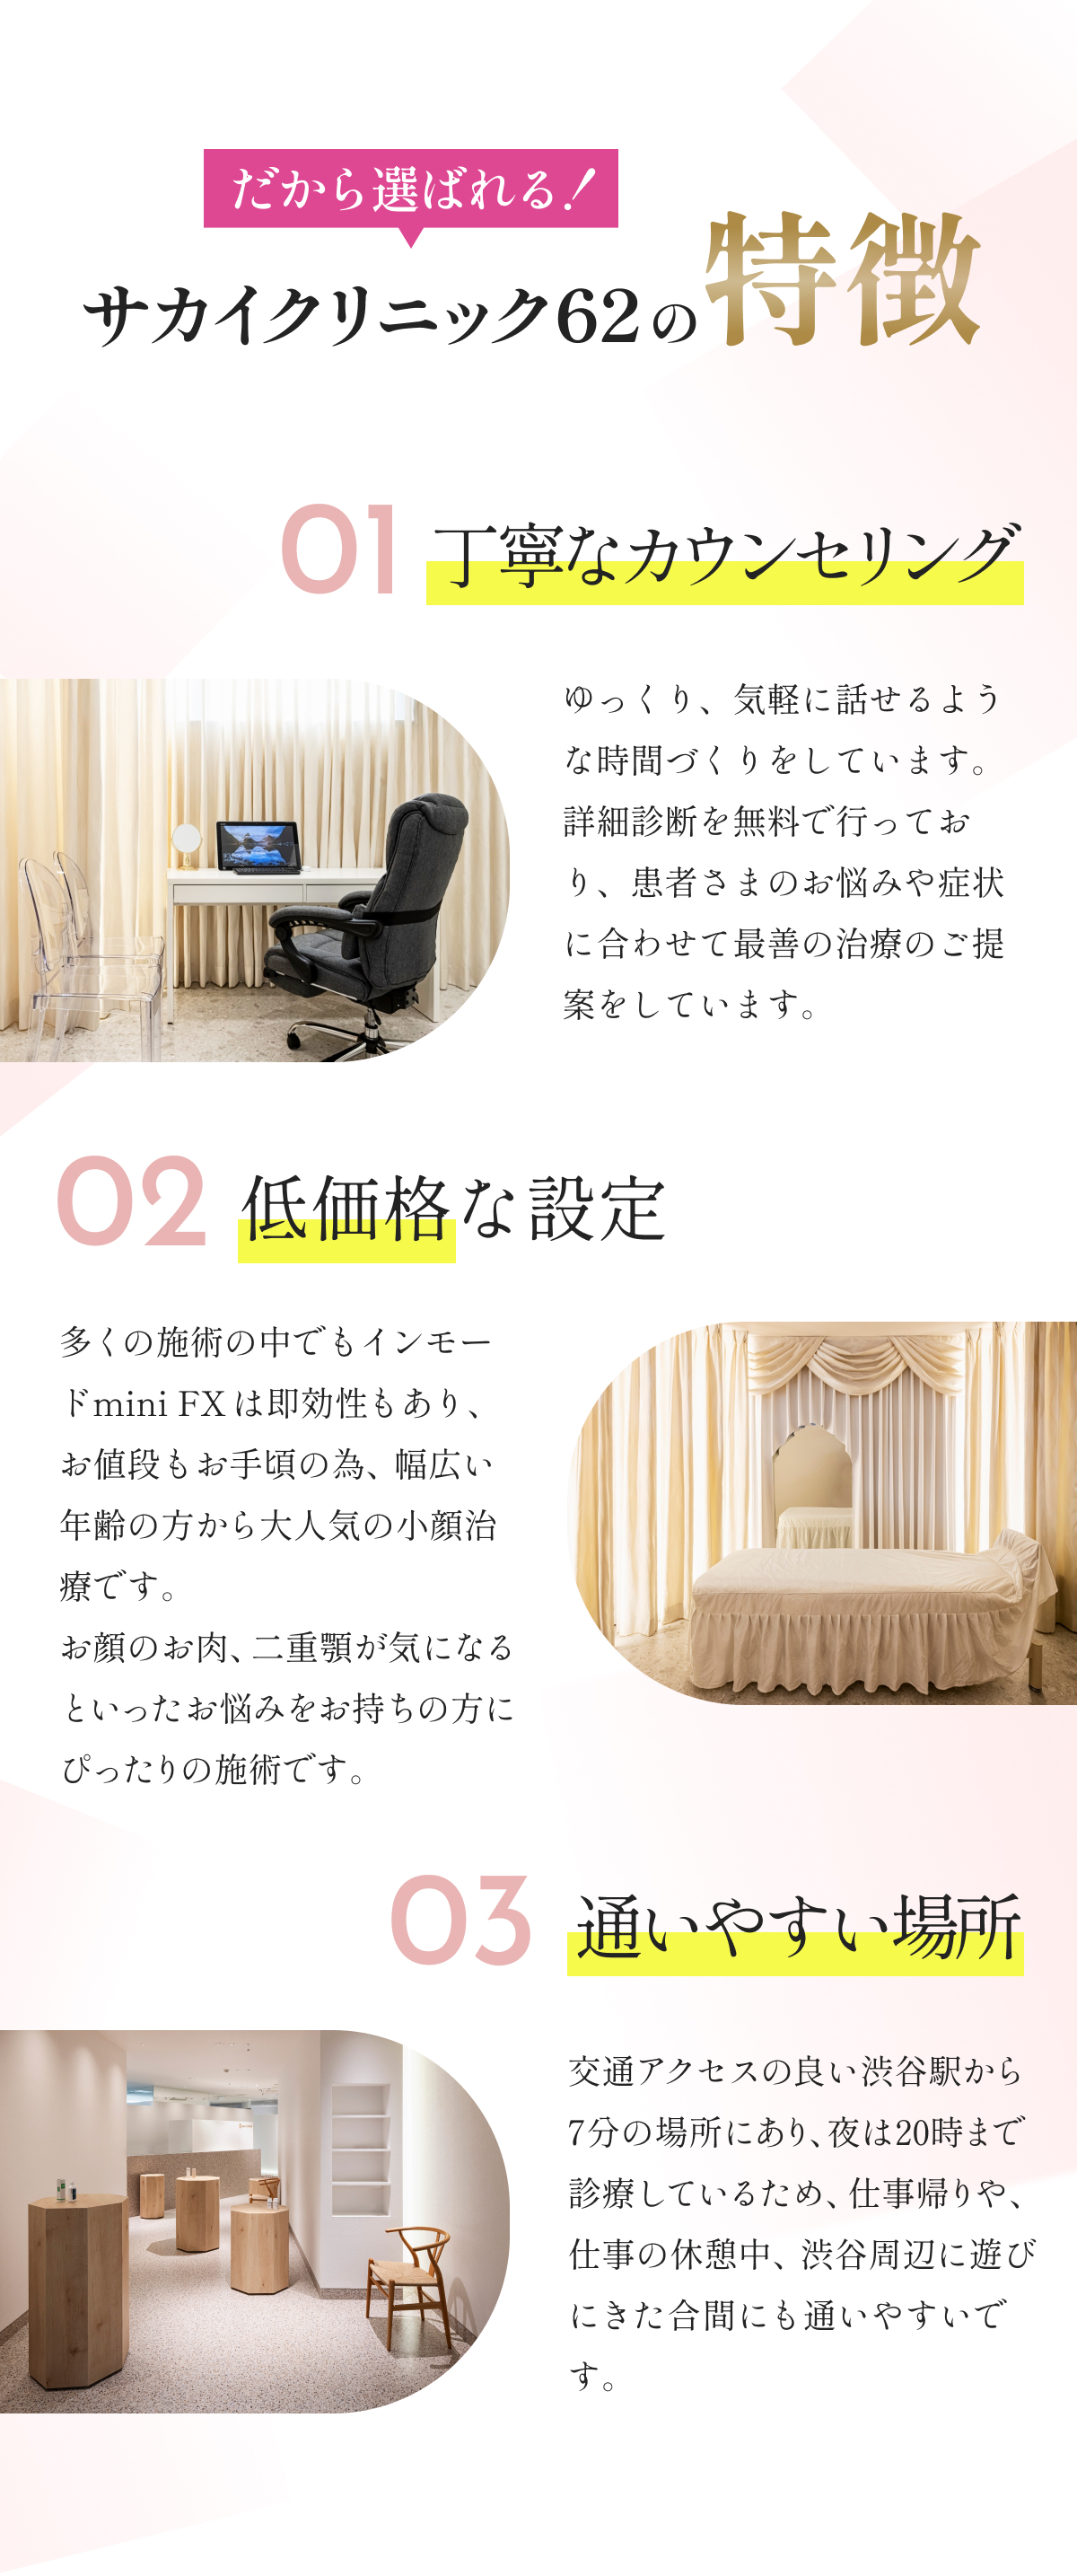 だから選ばれる!
サカイクリニック62の特徴
01 丁寧なカウンセリング
ゆっくり、気軽に話せるよう
な時間づくりをしています。
詳細診断を無料で行ってお
り、患者さまのお悩みや症状
に合わせて最善の治療のご提
案をしています。
02 低価格な設定
多くの施術の中でもインモー
ドmini FXは即効性もあり、
お値段もお手頃の為、幅広い
年齢の方から大人気の小顔治
療です。
お顔のお肉、二重顎が気になる
といったお悩みをお持ちの方に
ぴったりの施術です。
03 通いやすい場所
交通アクセスの良い渋谷駅から
7分の場所にあり、夜は20時まで
診療しているため、仕事帰りや、
仕事の休憩中、渋谷周辺に遊び
にきた合間にも通いやすいで
す。